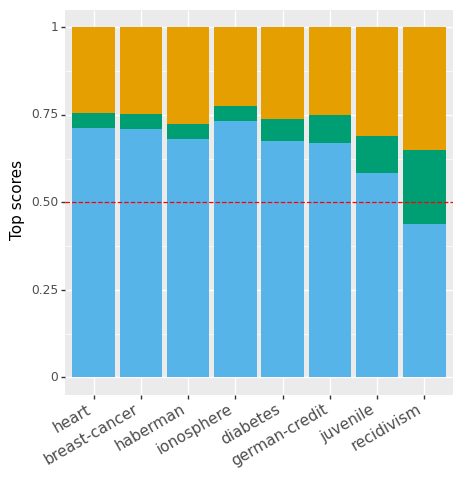 Top scores
1
0.75
0.50
0.25
0
heart
breast-cancer
haberman
ionosphere
diabetes
german-credit
juvenile
recidivism